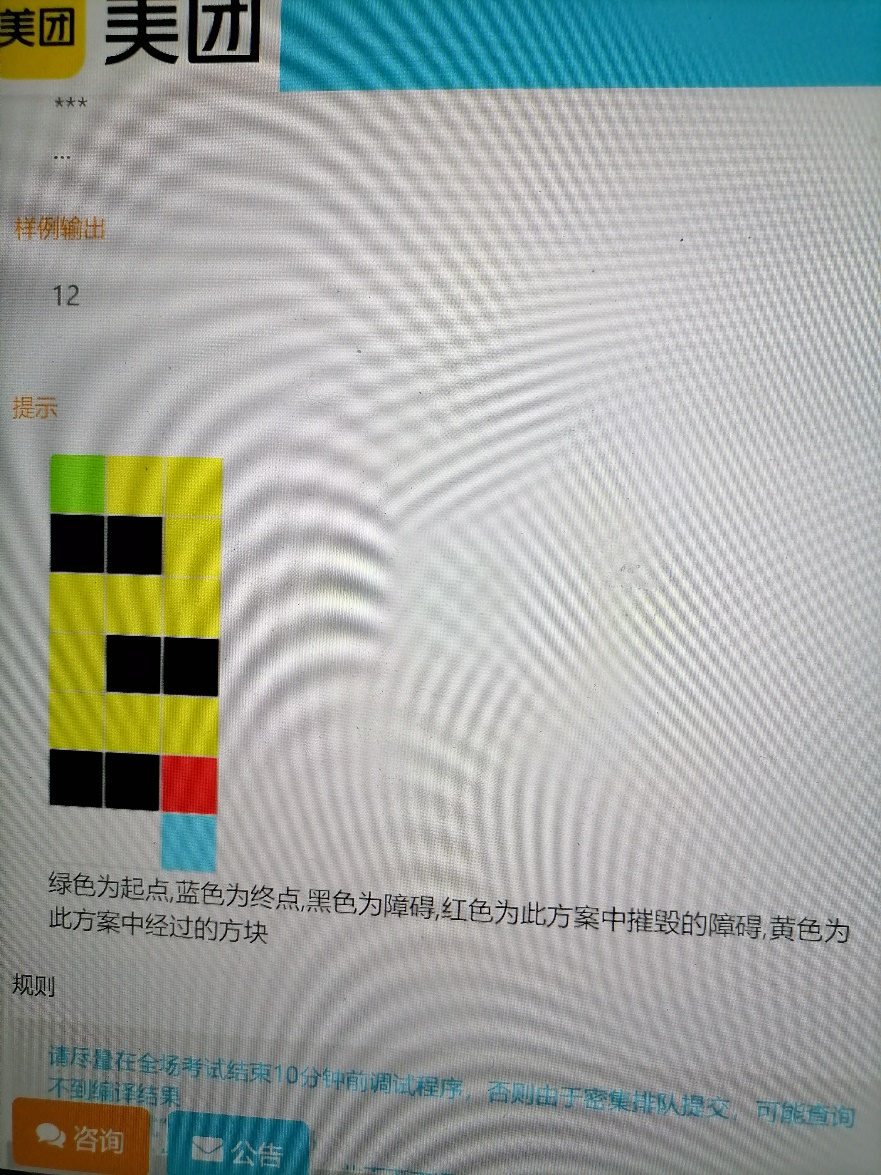 美团 美团
***
...
样例输出
12
提示
绿色为起点,蓝色为终点,黑色为障碍,红色为此方案中摧毁的障碍,黄色为
此方案中经过的方块
规则
请尽量在全场考试结束10分钟前调试程序，否则由于密集排队提交，可能查询
不到编译结果
咨询 公告